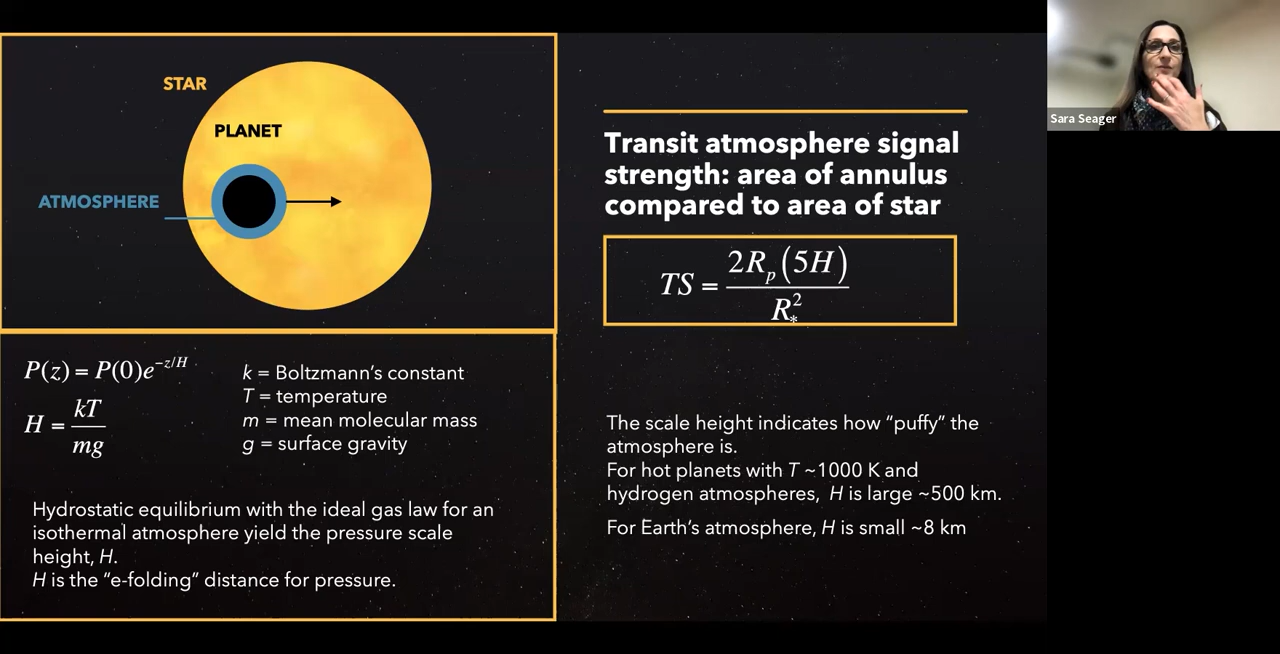 STAR
PLANET
ATMOSPHERE
P(z) = P(0)e^{-z/H}
H = \frac{kT}{mg}
k = Boltzmann’s constant
T = temperature
m = mean molecular mass
g = surface gravity
Hydrostatic equilibrium with the ideal gas law for an
isothermal atmosphere yield the pressure scale
height, H.
H is the “e-folding” distance for pressure.
Transit atmosphere signal
strength: area of annulus
compared to area of star
TS = \frac{2R_p(5H)}{R_*^2}
The scale height indicates how “puffy” the
atmosphere is.
For hot planets with T ~1000 K and
hydrogen atmospheres, H is large ~500 km.
For Earth’s atmosphere, H is small ~8 km
Sara Seager